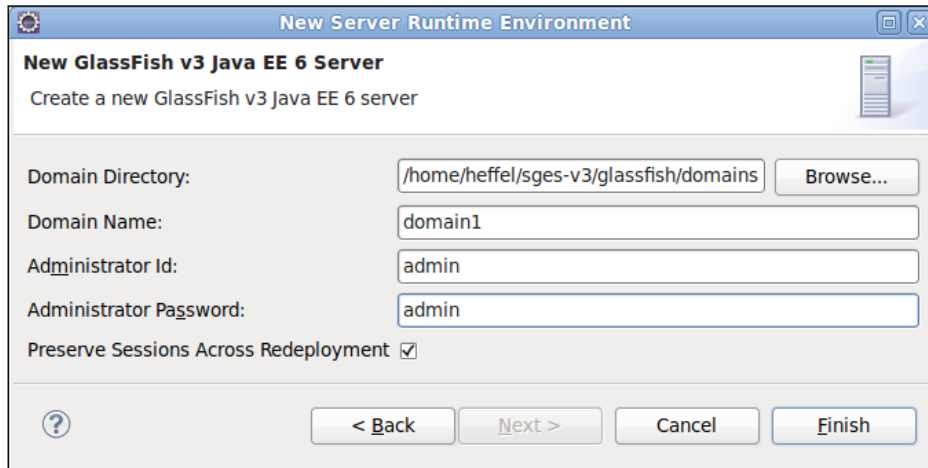 New Server Runtime Environment
New GlassFish v3 Java EE 6 Server
Create a new GlassFish v3 Java EE 6 server
Domain Directory: /home/heffel/sges-v3/glassfish/domains Browse...
Domain Name: domain1
Administrator Id: admin
Administrator Password: admin
Preserve Sessions Across Redeployment
? < Back Next > Cancel Finish